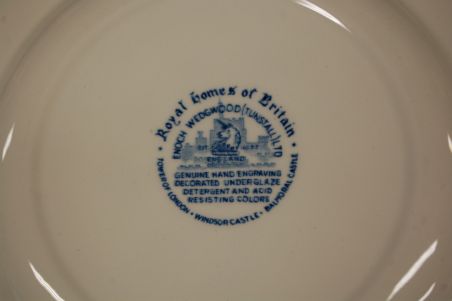 Royal Homes of Britain
ENOCH WEDGWOOD (TUNSTALL) LTD
ENGLAND
GENUINE HAND ENGRAVING
DECORATED UNDERGLAZE
DETERGENT AND ACID
RESISTING COLORS
TOWER OF LONDON • WINDSOR CASTLE • BALMORAL CASTLE